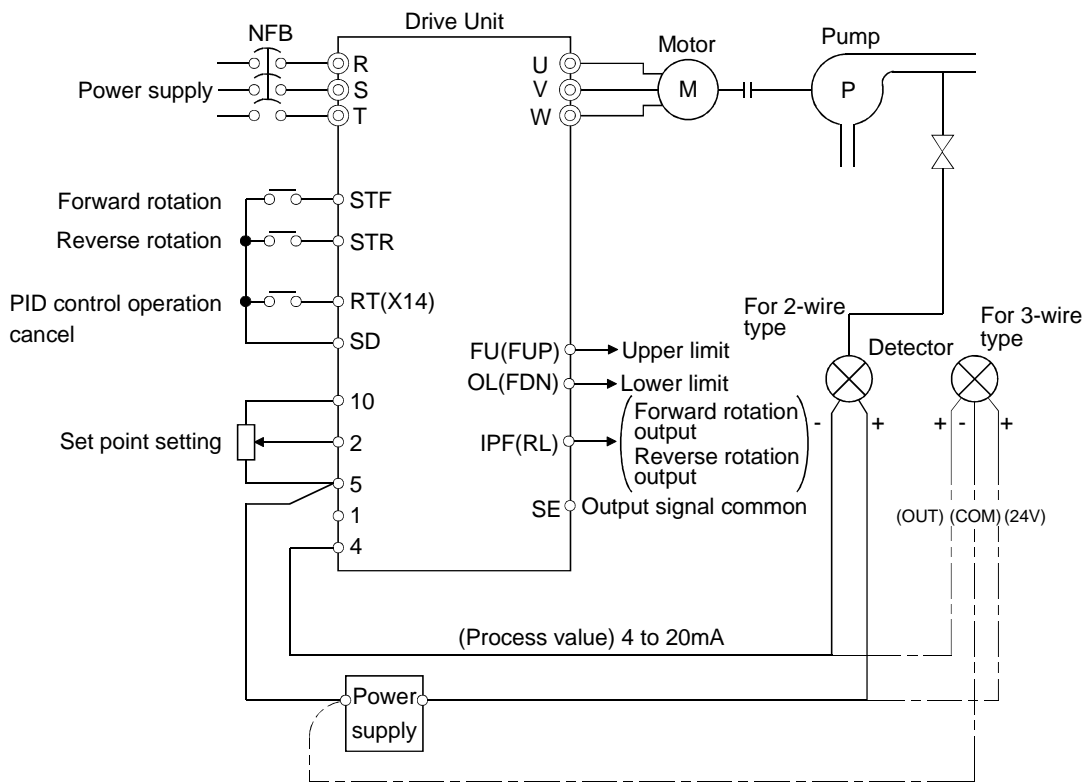 Drive Unit
NFB
Power supply
R
S
T
U
V
W
Motor
M
Pump
P
Forward rotation
STF
Reverse rotation
STR
PID control operation
cancel
RT(X14)
SD
Set point setting
10
2
5
1
4
FU(FUP)
Upper limit
OL(FDN)
Lower limit
IPF(RL)
Forward rotation
output
Reverse rotation
output
SE
Output signal common
For 2-wire
type
Detector
For 3-wire
type
- +
+ - +
(OUT) (COM) (24V)
(Process value) 4 to 20mA
Power
supply